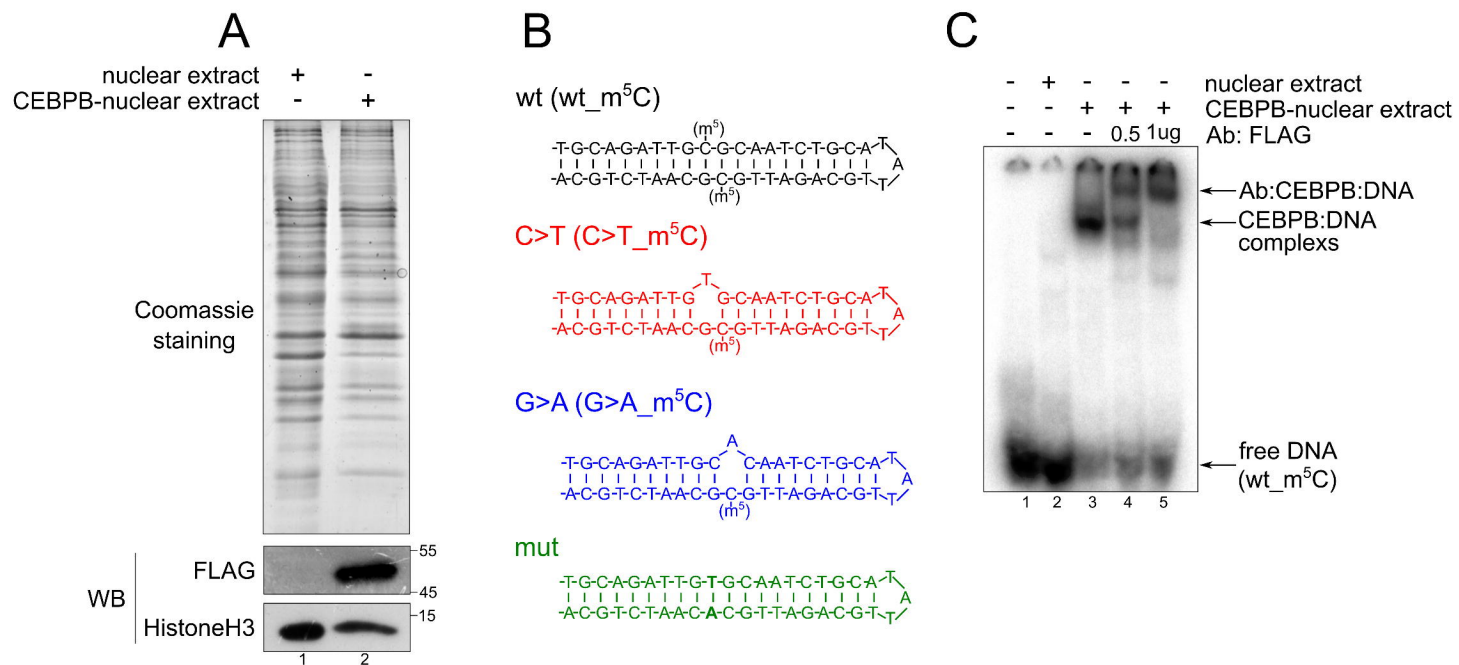 A
nuclear extract + -
CEBPB-nuclear extract - +
Coomassie
staining
WB
FLAG
55
45
HistoneH3
15
1 2
B
wt (wt_m⁵C)
(m⁵)
-T-G-C-A-G-A-T-T-G-C-G-C-A-A-T-C-T-G-C-A T
A
-A-C-G-T-C-T-A-A-C-G-C-G-T-T-A-G-A-C-G-T T
(m⁵)
C>T (C>T_m⁵C)
T
-T-G-C-A-G-A-T-T-G G-C-A-A-T-C-T-G-C-A T
A
-A-C-G-T-C-T-A-A-C-G-C-G-T-T-A-G-A-C-G-T T
(m⁵)
G>A (G>A_m⁵C)
A
-T-G-C-A-G-A-T-T-G-C C-A-A-T-C-T-G-C-A T
A
-A-C-G-T-C-T-A-A-C-G-C-G-T-T-A-G-A-C-G-T T
(m⁵)
mut
-T-G-C-A-G-A-T-T-G-T-G-C-A-A-T-C-T-G-C-A T
A
-A-C-G-T-C-T-A-A-C-A-C-G-T-T-A-G-A-C-G-T T
C
- + - - - nuclear extract
- - + + + CEBPB-nuclear extract
- - - 0.5 1ug Ab: FLAG
Ab:CEBPB:DNA
CEBPB:DNA
complexs
free DNA
(wt_m⁵C)
1 2 3 4 5